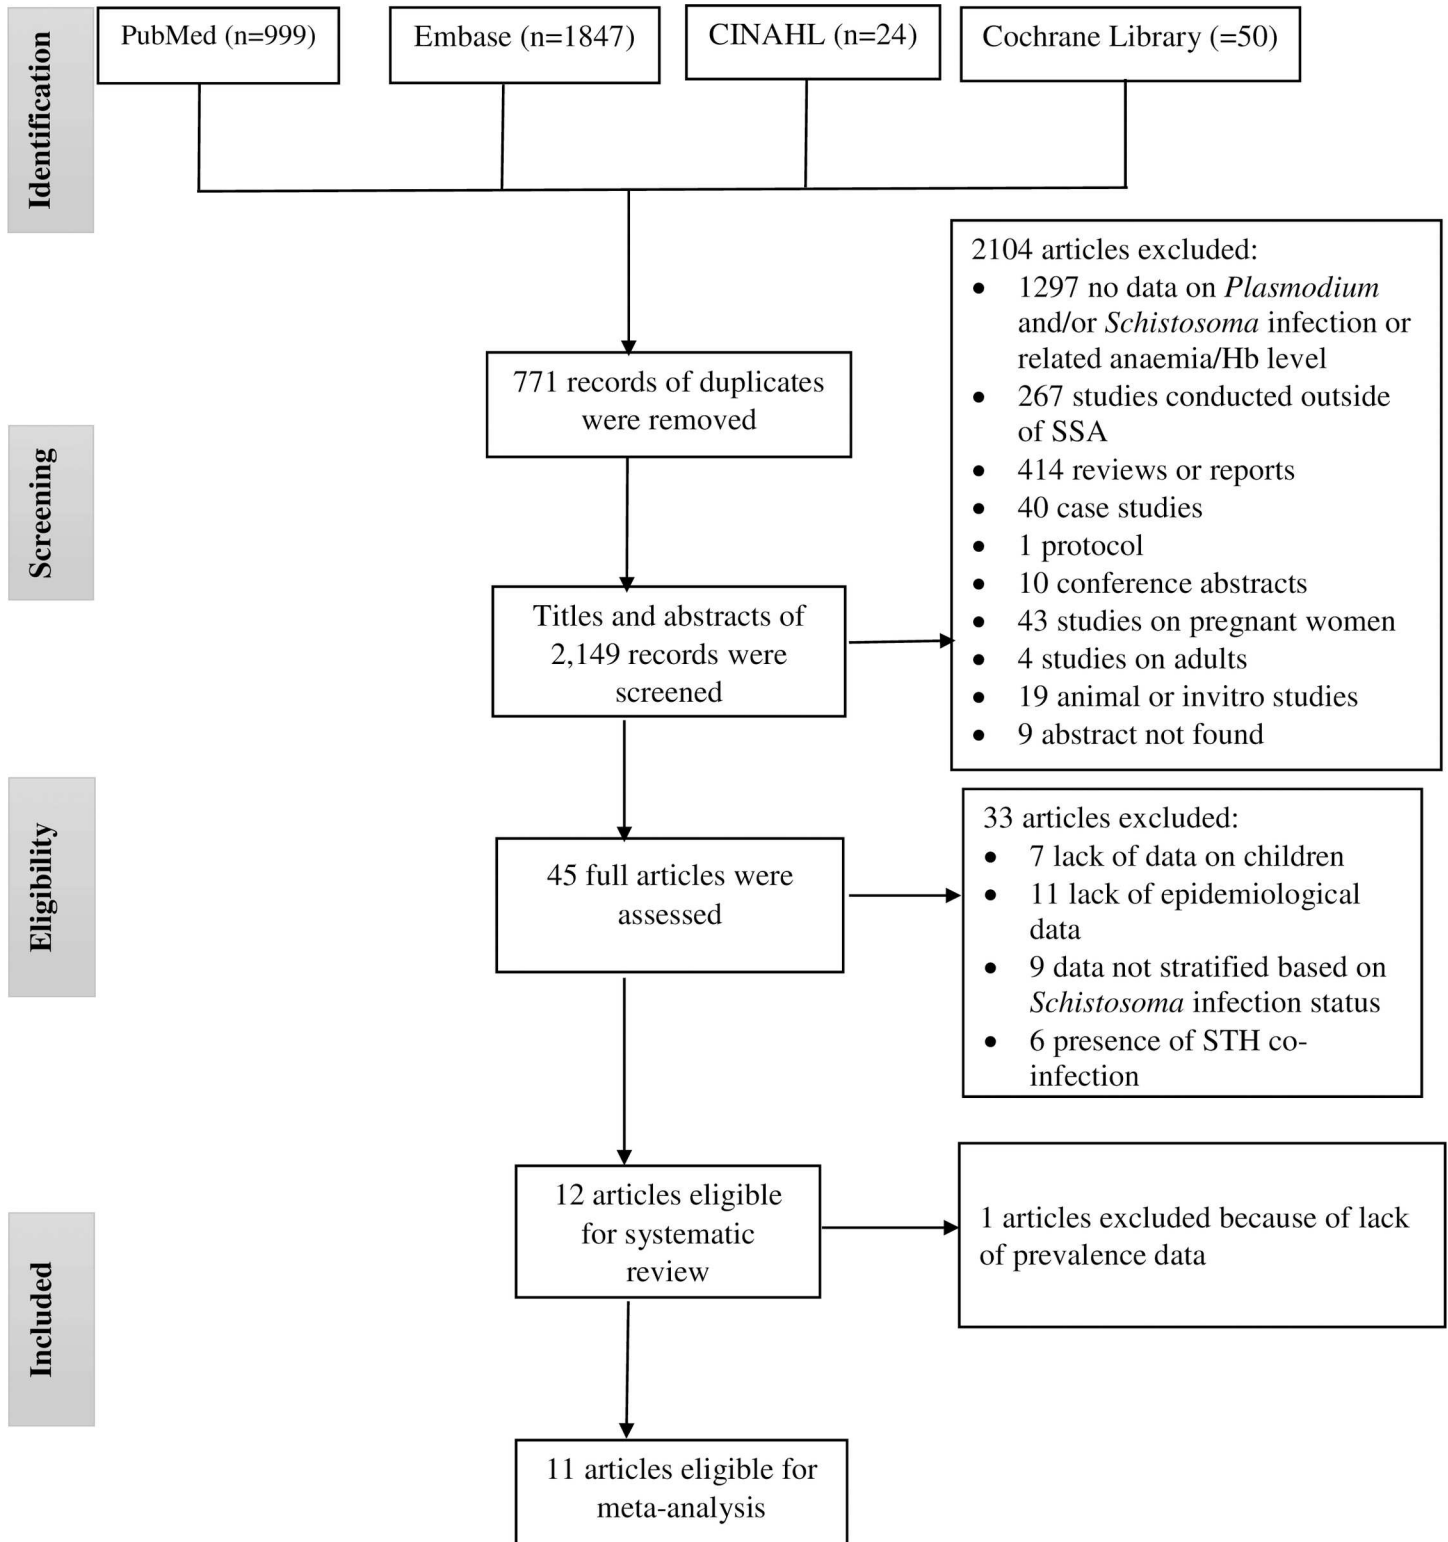 Identification
PubMed (n=999)
Embase (n=1847)
CINAHL (n=24)
Cochrane Library (=50)
771 records of duplicates
were removed
Screening
Titles and abstracts of
2,149 records were
screened
2104 articles excluded:
• 1297 no data on Plasmodium
and/or Schistosoma infection or
related anaemia/Hb level
• 267 studies conducted outside
of SSA
• 414 reviews or reports
• 40 case studies
• 1 protocol
• 10 conference abstracts
• 43 studies on pregnant women
• 4 studies on adults
• 19 animal or invitro studies
• 9 abstract not found
Eligibility
45 full articles were
assessed
33 articles excluded:
• 7 lack of data on children
• 11 lack of epidemiological
data
• 9 data not stratified based on
Schistosoma infection status
• 6 presence of STH co-
infection
Included
12 articles eligible
for systematic
review
1 articles excluded because of lack
of prevalence data
11 articles eligible for
meta-analysis